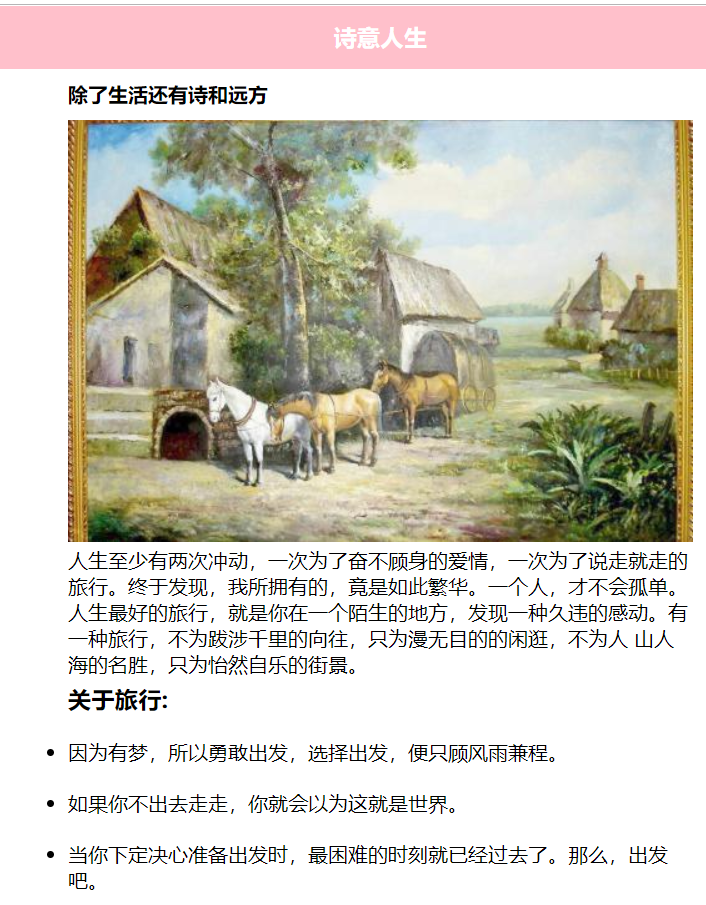 诗意人生
除了生活还有诗和远方
人生至少有两次冲动，一次为了奋不顾身的爱情，一次为了说走就走的
旅行。终于发现，我所拥有的，竟是如此繁华。一个人，才不会孤单。
人生最好的旅行，就是你在一个陌生的地方，发现一种久违的感动。有
一种旅行，不为跋涉千里的向往，只为漫无目的的闲逛，不为人 山人
海的名胜，只为怡然自乐的街景。
关于旅行:
因为有梦，所以勇敢出发，选择出发，便只顾风雨兼程。
如果你不出去走走，你就会以为这就是世界。
当你下定决心准备出发时，最困难的时刻就已经过去了。那么，出发
吧。